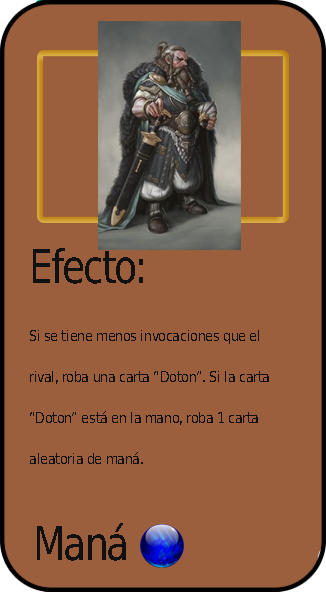 Efecto:
Si se tiene menos invocaciones que el
rival, roba una carta “Doton”. Si la carta
“Doton” está en la mano, roba 1 carta
aleatoria de maná.
Maná